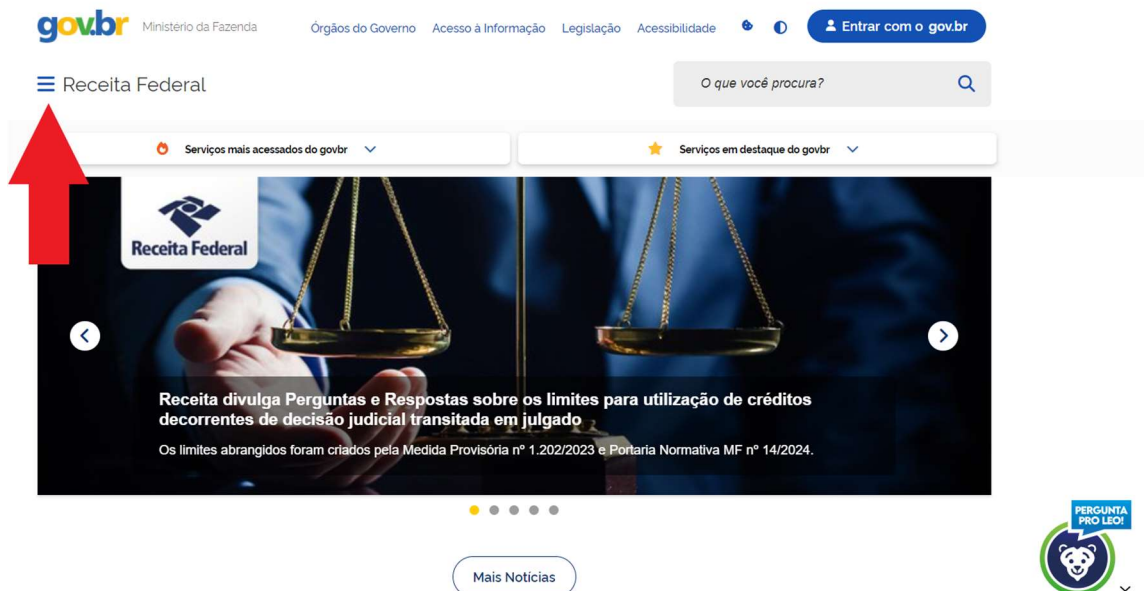 gov.br
Ministério da Fazenda
Órgãos do Governo
Acesso à Informação
Legislação
Acessibilidade
Entrar com o gov.br
Receita Federal
O que você procura?
Serviços mais acessados do govbr
Serviços em destaque do govbr
Receita Federal
Receita divulga Perguntas e Respostas sobre os limites para utilização de créditos
decorrentes de decisão judicial transitada em julgado
Os limites abrangidos foram criados pela Medida Provisória nº 1.202/2023 e Portaria Normativa MF nº 14/2024.
PERGUNTA
PRO LEO!
Mais Notícias